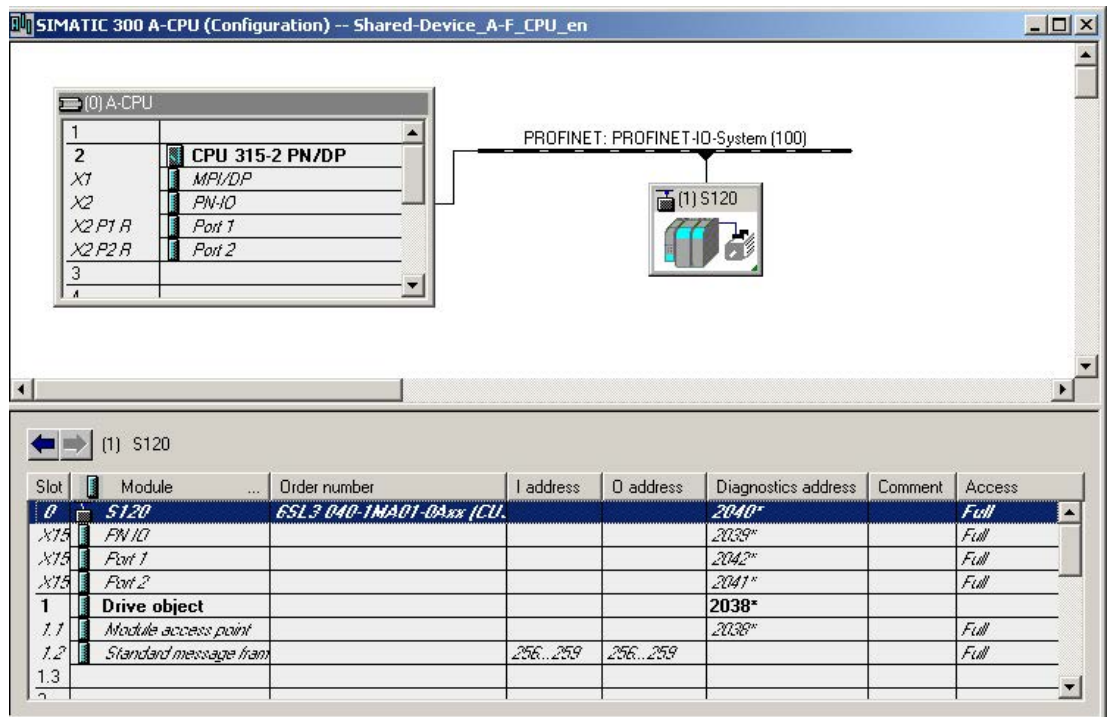 SIMATIC 300 A-CPU (Configuration) -- Shared-Device_A-F_CPU_en
(0) A-CPU
1
2 CPU 315-2 PN/DP
X1 MPI/DP
X2 PN-IO
X2 P1 R Port 1
X2 P2 R Port 2
3
4
PROFINET: PROFINET-IO-System (100)
(1) S120
(1) S120
Slot Module ... Order number I address O address Diagnostics address Comment Access
0 S120 6SL3 040-1MA01-0Axx (CU. 2040* Full
X15 PN IO 2039* Full
X15 Port 1 2042* Full
X15 Port 2 2041* Full
1 Drive object 2038*
1.1 Module access point 2038* Full
1.2 Standard message fram 256...259 256...259 Full
1.3
2